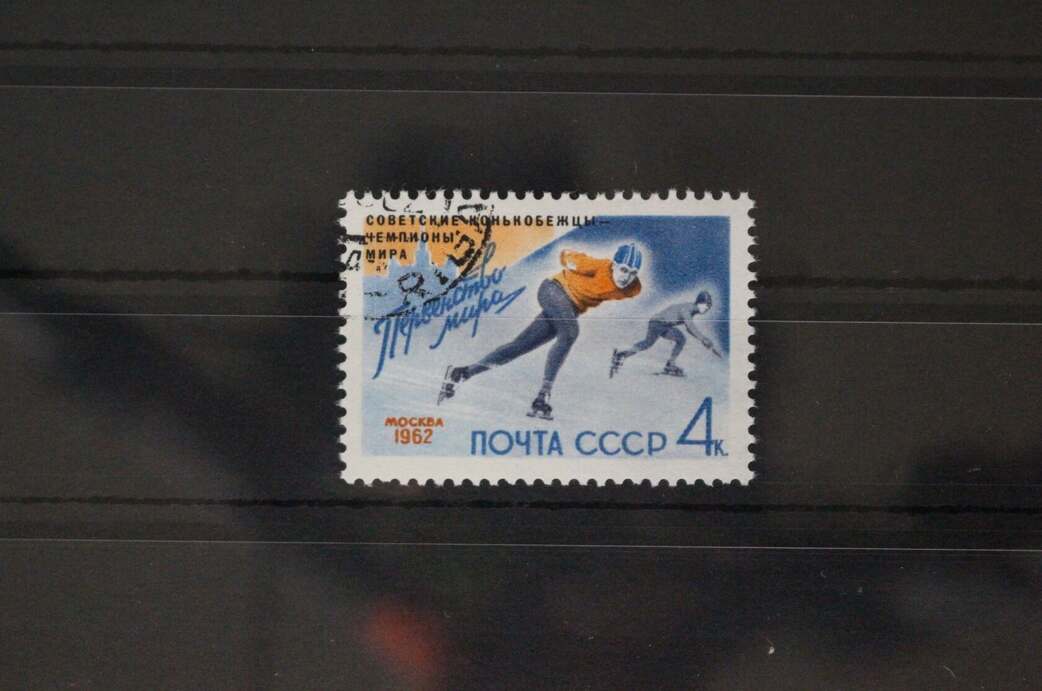 СОВЕТСКИЕ КОНЬКОБЕЖЦЫ—
ЧЕМПИОНЫ
МИРА
Первенство
мира
МОСКВА
1962
ПОЧТА СССР 4К.